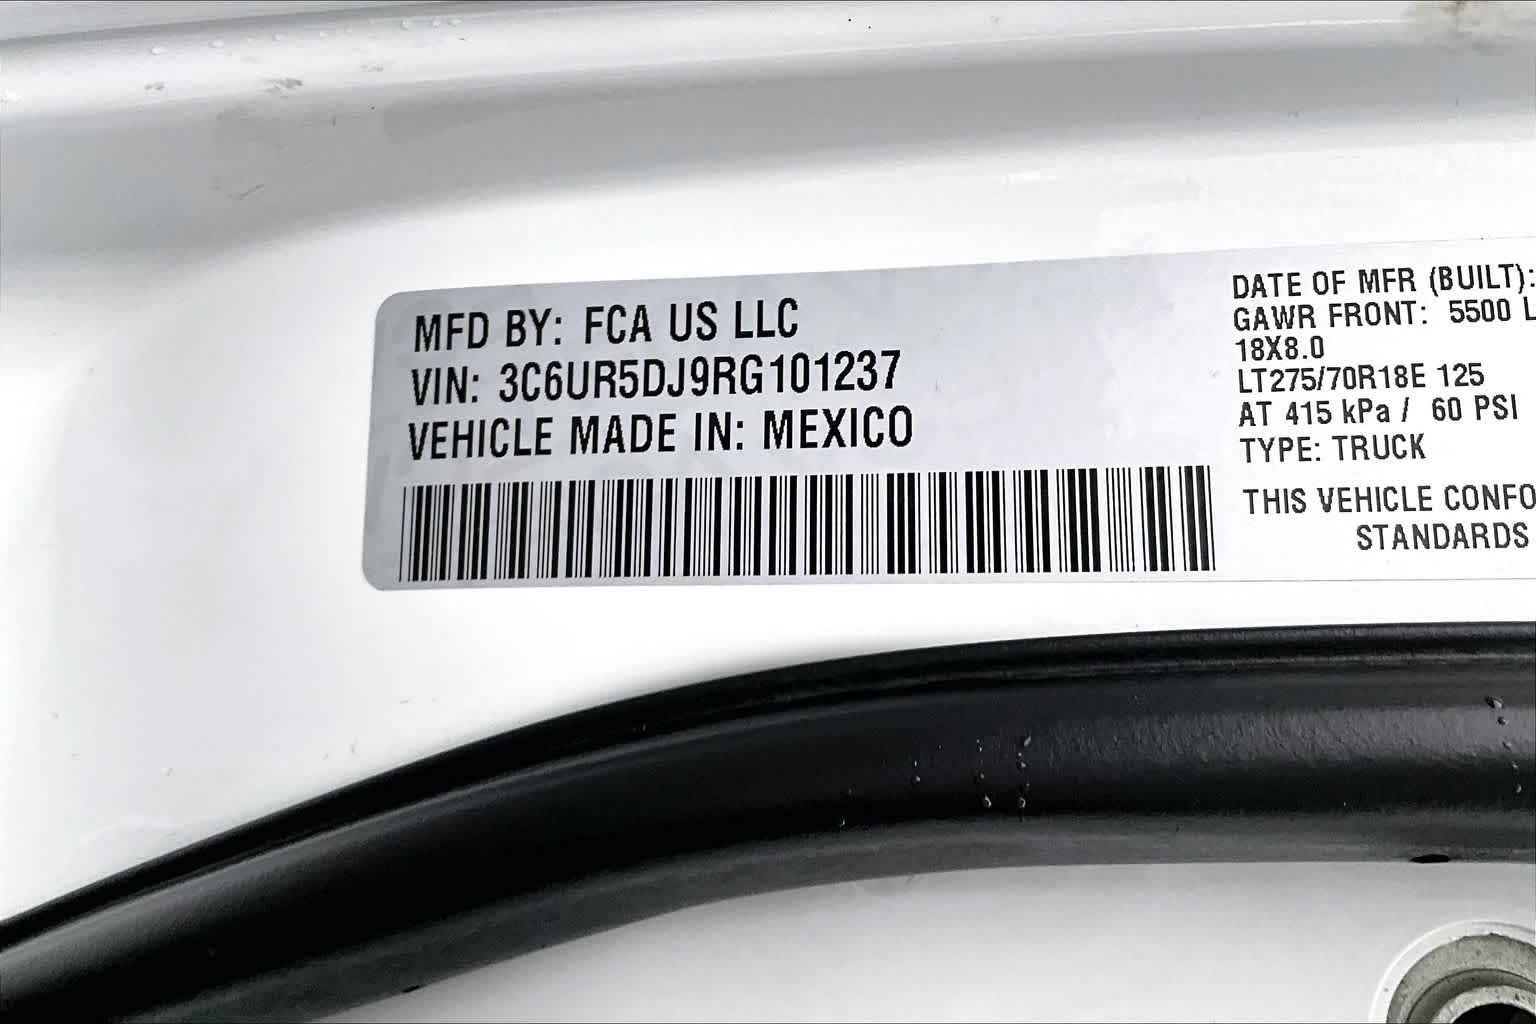 MFD BY: FCA US LLC
VIN: 3C6UR5DJ9RG101237
VEHICLE MADE IN: MEXICO
DATE OF MFR (BUILT):
GAWR FRONT: 5500 L
18X8.0
LT275/70R18E 125
AT 415 kPa / 60 PSI
TYPE: TRUCK
THIS VEHICLE CONFO
STANDARDS